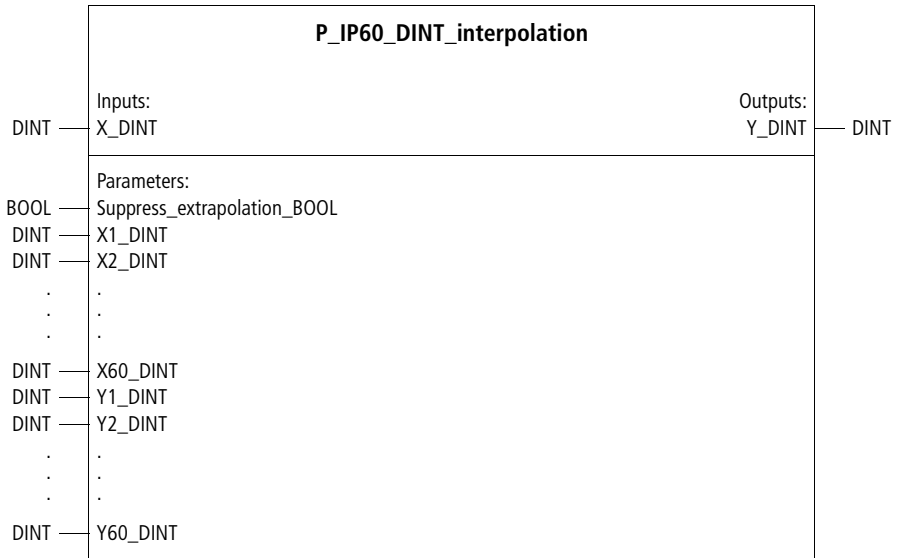 P_IP60_DINT_interpolation
Inputs: Outputs:
DINT X_DINT Y_DINT DINT
Parameters:
BOOL Suppress_extrapolation_BOOL
DINT X1_DINT
DINT X2_DINT
. .
. .
. .
DINT X60_DINT
DINT Y1_DINT
DINT Y2_DINT
. .
. .
. .
DINT Y60_DINT